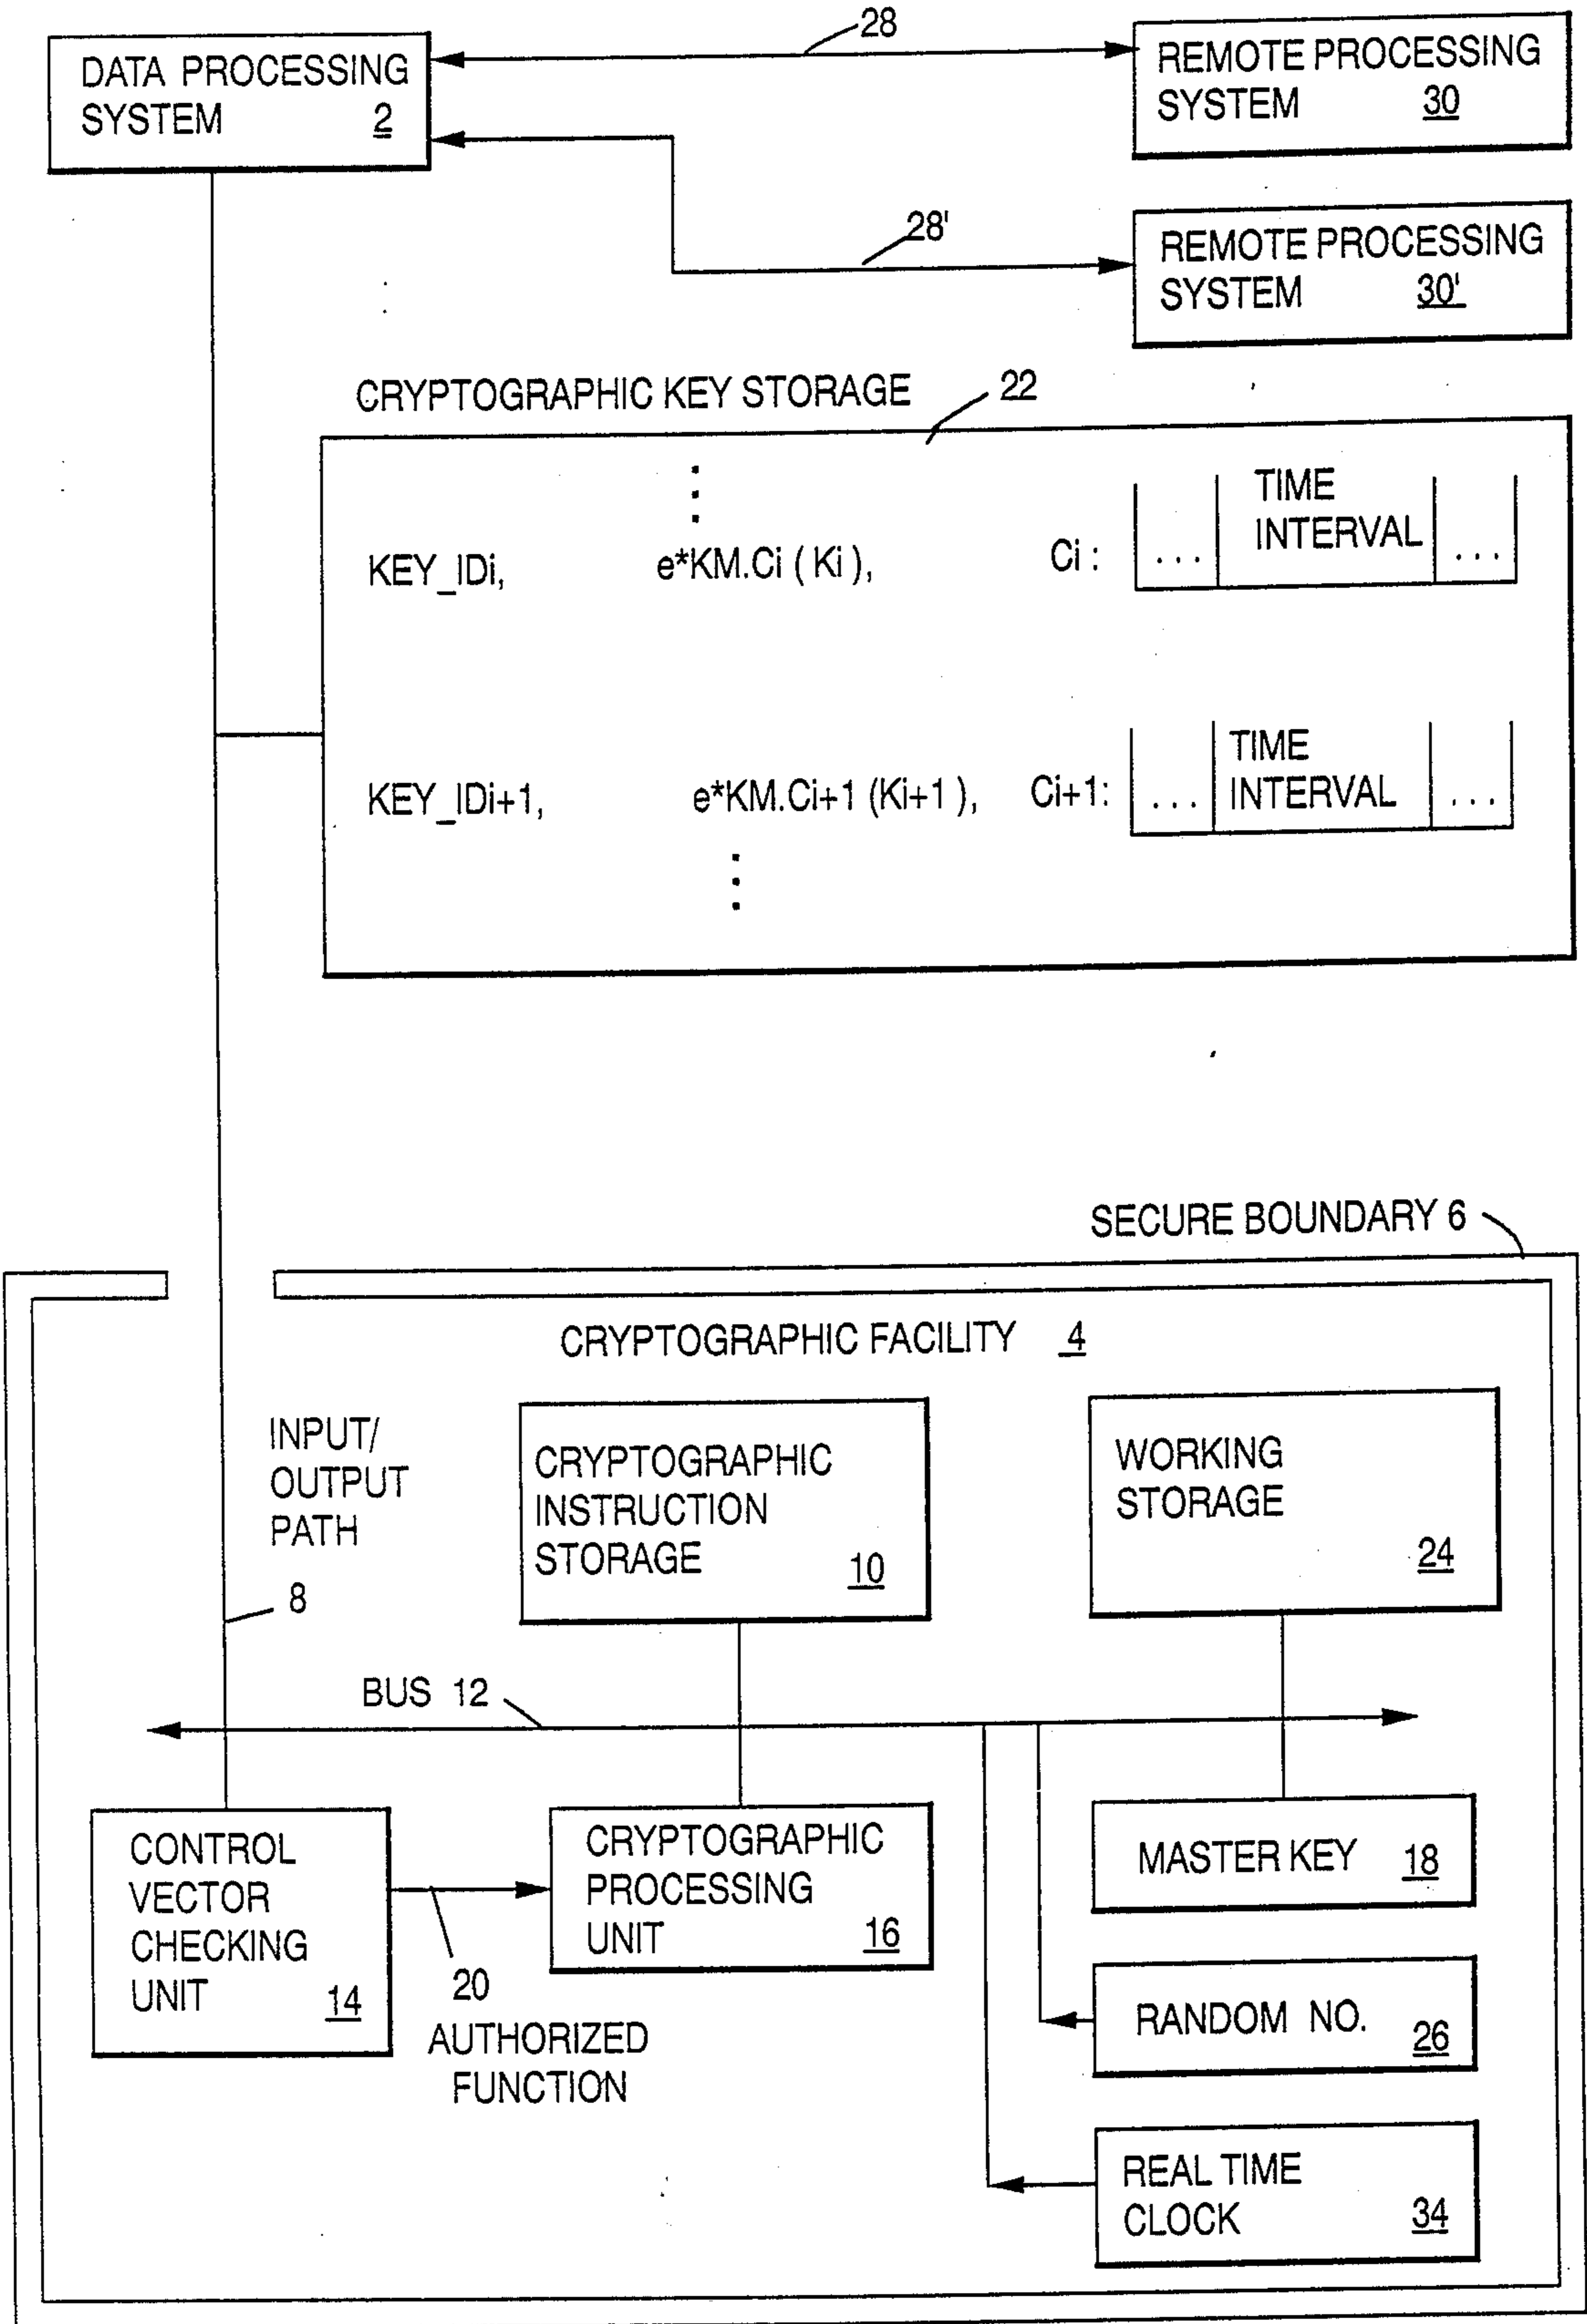 28
DATA PROCESSING
SYSTEM 2
REMOTE PROCESSING
SYSTEM 30
28'
REMOTE PROCESSING
SYSTEM 30'
CRYPTOGRAPHIC KEY STORAGE 22
TIME
INTERVAL
KEY_IDi, e*KM.Ci ( Ki ), Ci : ... ...
TIME
INTERVAL
KEY_IDi+1, e*KM.Ci+1 (Ki+1 ), Ci+1: ... ...
SECURE BOUNDARY 6
CRYPTOGRAPHIC FACILITY 4
INPUT/
OUTPUT
PATH
8
CRYPTOGRAPHIC
INSTRUCTION
STORAGE 10
WORKING
STORAGE
24
BUS 12
CONTROL
VECTOR
CHECKING
UNIT 14
20
AUTHORIZED
FUNCTION
CRYPTOGRAPHIC
PROCESSING
UNIT 16
MASTER KEY 18
RANDOM NO. 26
REAL TIME
CLOCK 34